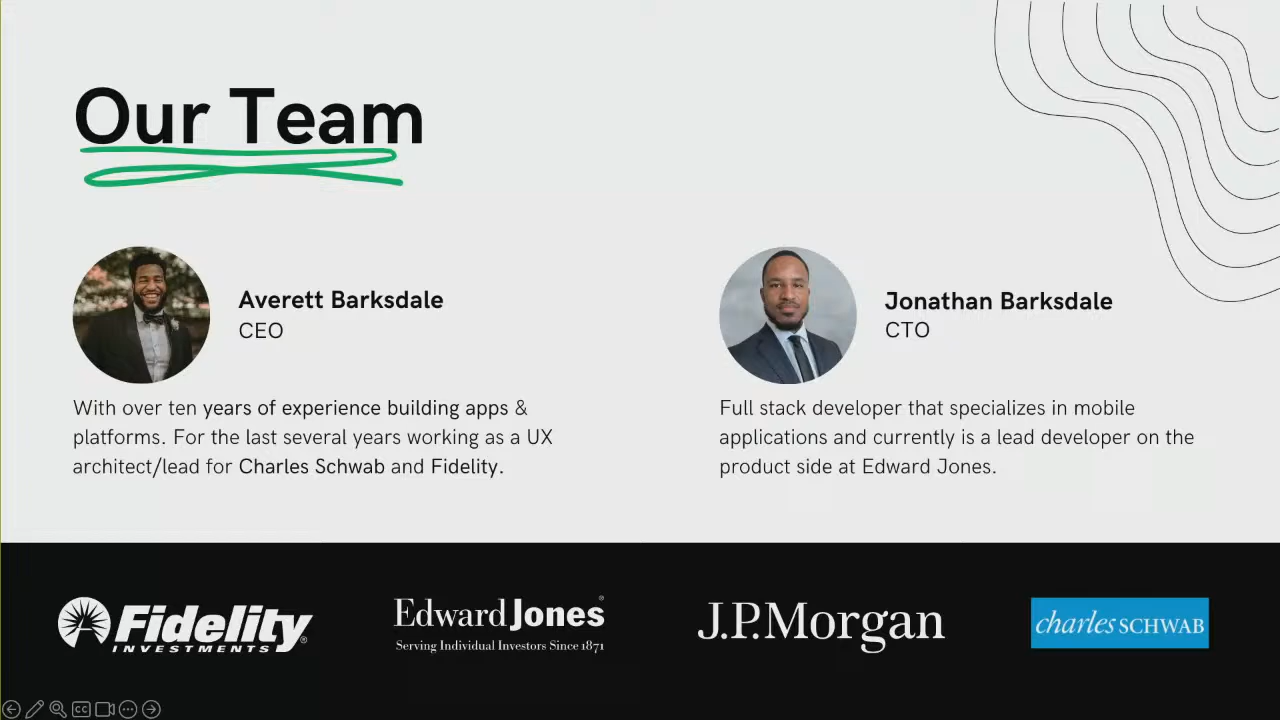 Our Team
Averett Barksdale
CEO
With over ten years of experience building apps &
platforms. For the last several years working as a UX
architect/lead for Charles Schwab and Fidelity.
Jonathan Barksdale
CTO
Full stack developer that specializes in mobile
applications and currently is a lead developer on the
product side at Edward Jones.
Fidelity®
INVESTMENTS
Edward Jones®
Serving Individual Investors Since 1871
J.P.Morgan
charles SCHWAB
CC